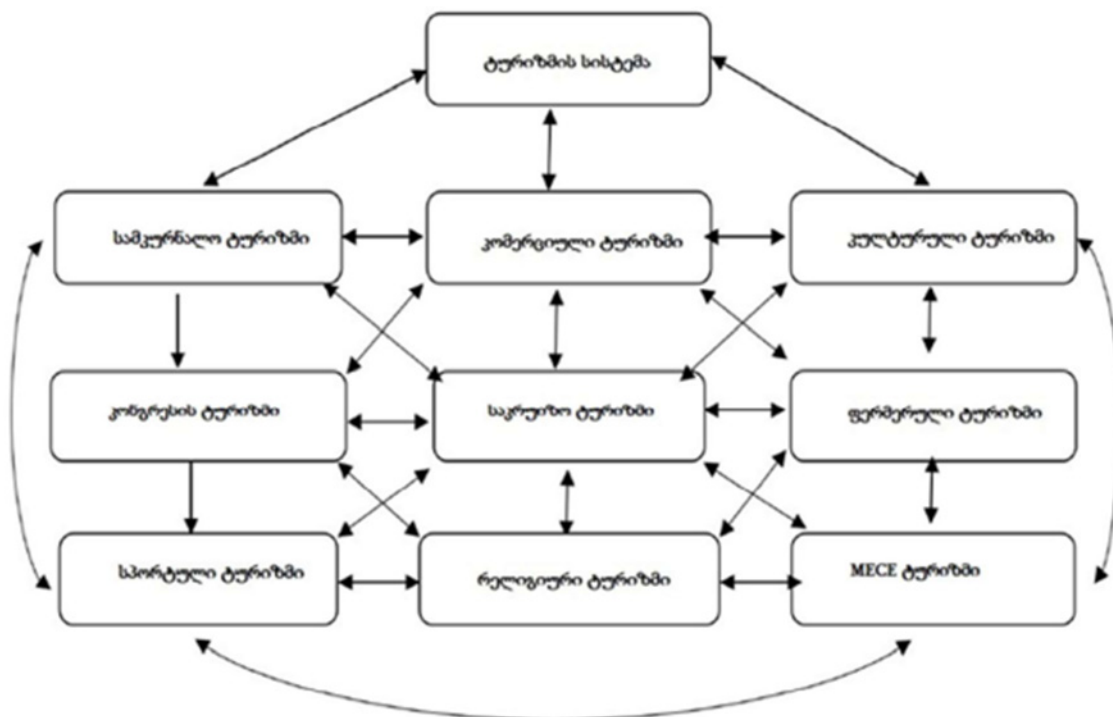 ტურიზმის სისტემა
სამკურნალო ტურიზმი
კომერციული ტურიზმი
კულტურული ტურიზმი
კონგრესის ტურიზმი
საკრუიზო ტურიზმი
ფერმერული ტურიზმი
სპორტული ტურიზმი
რელიგიური ტურიზმი
MECE ტურიზმი